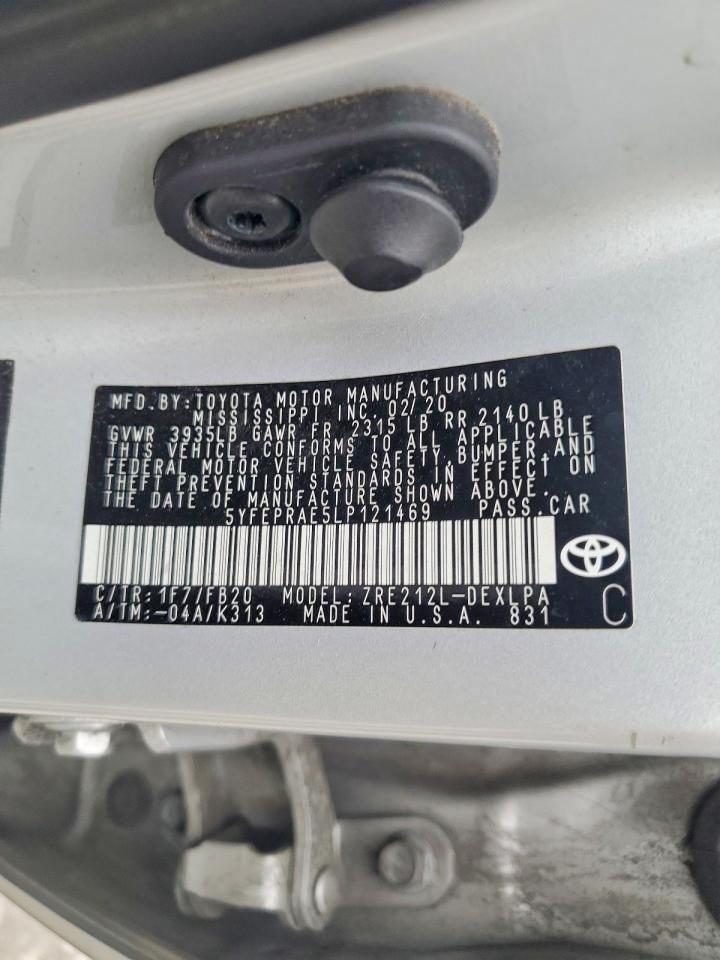 MFD. BY: TOYOTA MOTOR MANUFACTURING
MISSISSIPPI INC. 02/20
GVWR 3935LB GAWR FR 2315 LB RR 2140 LB
THIS VEHICLE CONFORMS TO ALL APPLICABLE
FEDERAL MOTOR VEHICLE SAFETY, BUMPER, AND
THEFT PREVENTION STANDARDS IN EFFECT ON
THE DATE OF MANUFACTURE SHOWN ABOVE.
5YFEPRAE5LP121469 PASS. CAR
C/TR: 1F7/FB20 MODEL: ZRE212L-DEXLPA
A/TM: -04A/K313 MADE IN U.S.A. 831 C